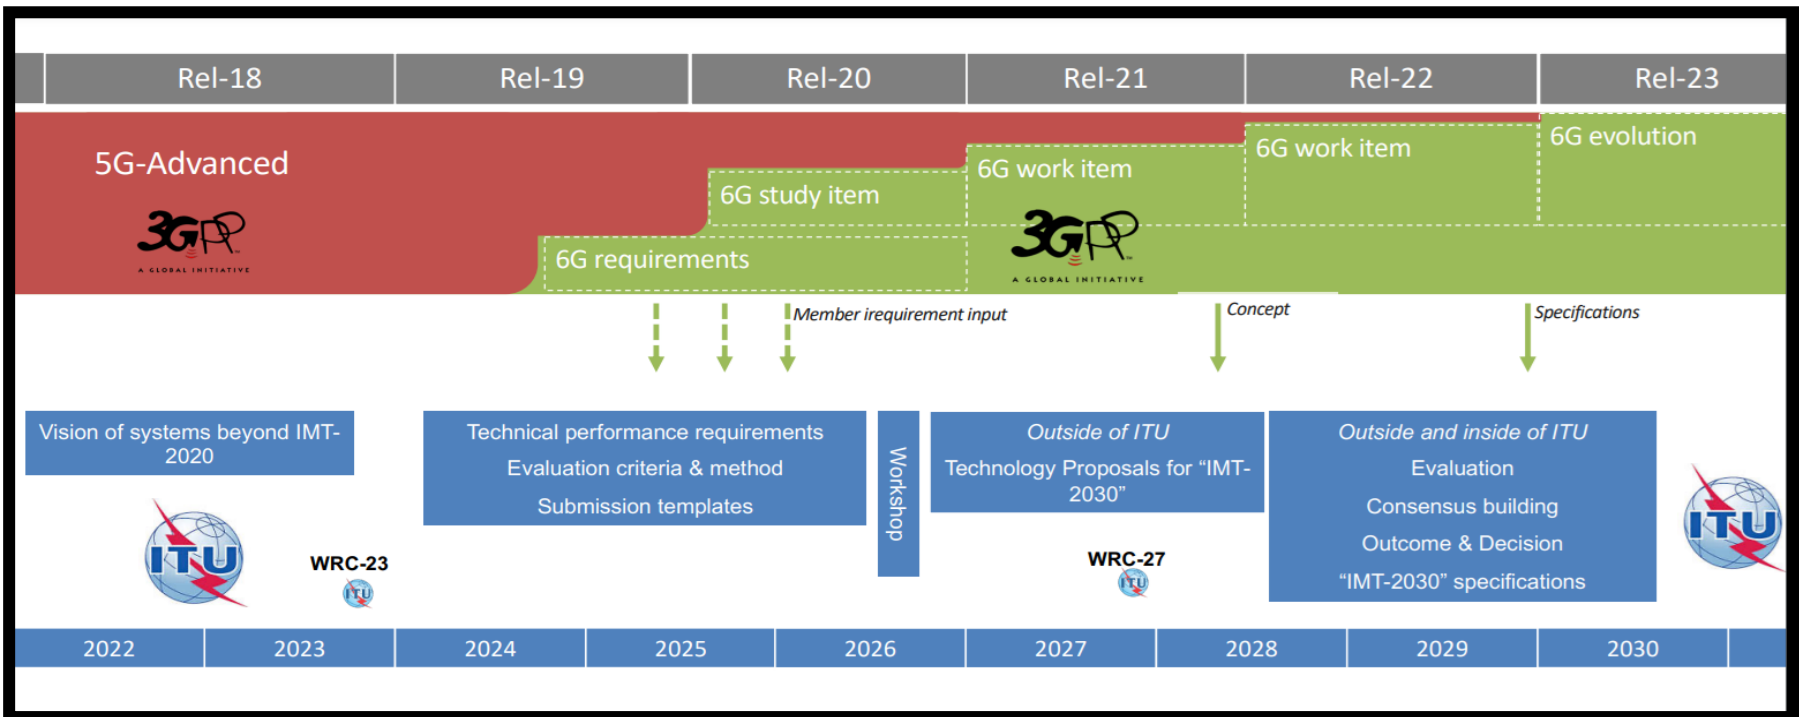 Rel-18
Rel-19
Rel-20
Rel-21
Rel-22
Rel-23
5G-Advanced
6G requirements
6G study item
6G work item
6G work item
6G evolution
3GPP
A GLOBAL INITIATIVE
3GPP
A GLOBAL INITIATIVE
Member irequirement input
Concept
Specifications
Vision of systems beyond IMT-
2020
Technical performance requirements
Evaluation criteria & method
Submission templates
Workshop
Outside of ITU
Technology Proposals for “IMT-
2030”
Outside and inside of ITU
Evaluation
Consensus building
Outcome & Decision
“IMT-2030” specifications
ITU
WRC-23
ITU
WRC-27
ITU
ITU
2022
2023
2024
2025
2026
2027
2028
2029
2030